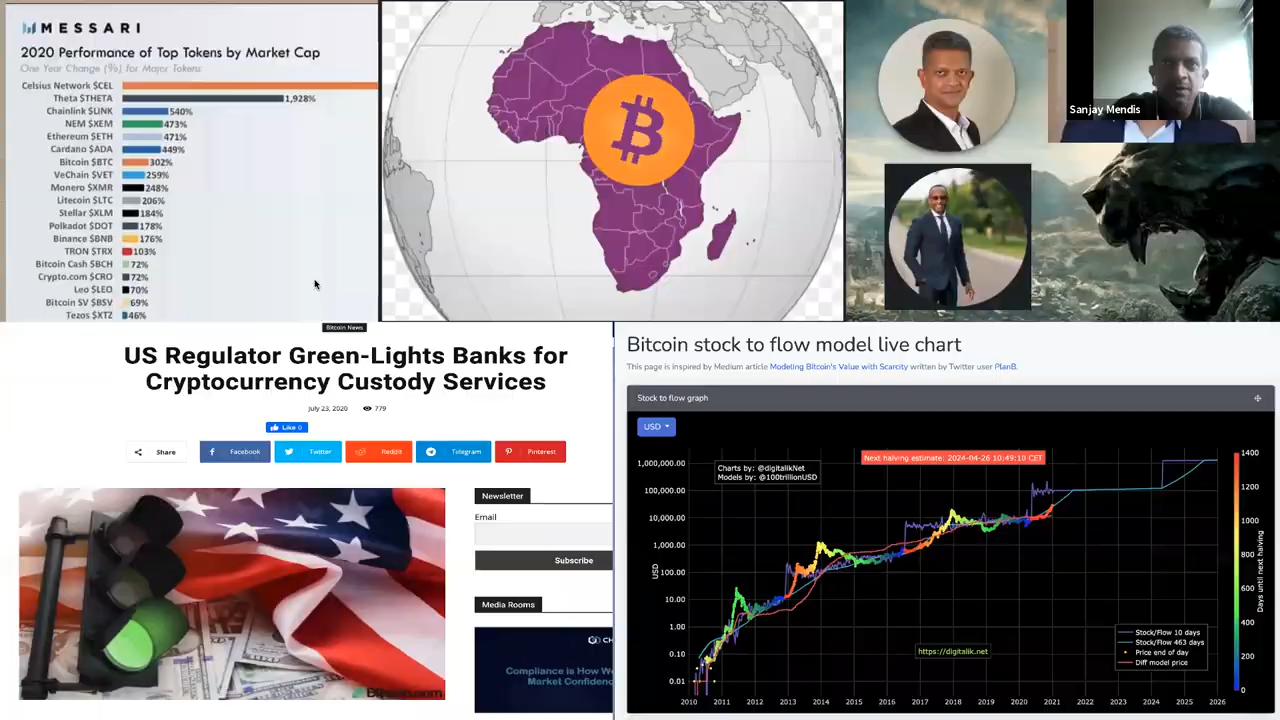 MESSARI
2020 Performance of Top Tokens by Market Cap
One Year Change (%) for Major Tokens
Celsius Network $CEL
Theta $THETA 1,928%
Chainlink $LINK 540%
NEM $XEM 473%
Ethereum $ETH 471%
Cardano $ADA 449%
Bitcoin $BTC 302%
VeChain $VET 259%
Monero $XMR 248%
Litecoin $LTC 206%
Stellar $XLM 184%
Polkadot $DOT 178%
Binance $BNB 176%
TRON $TRX 103%
Bitcoin Cash $BCH 72%
Crypto.com $CRO 72%
Leo $LEO 70%
Bitcoin SV $BSV 69%
Tezos $XTZ 46%
Sanjay Mendis
Bitcoin News
US Regulator Green-Lights Banks for
Cryptocurrency Custody Services
July 23, 2020 779
Like 0
Share Facebook Twitter Reddit Telegram Pinterest
Newsletter
Email
Subscribe
Media Rooms
CH
Compliance is How We
Market Confidenc
Bitcoin.com
Bitcoin stock to flow model live chart
This page is inspired by Medium article Modeling Bitcoin's Value with Scarcity written by Twitter user PlanB.
Stock to flow graph
USD
Next halving estimate: 2024-04-26 10:49:10 CET
Charts by: @digitalikNet
Models by: @100trillionUSD
1,000,000.00
100,000.00
10,000.00
1,000.00
100.00
10.00
1.00
0.10
0.01
USD
1400
1200
1000
800
600
400
200
0
Days until next halving
Stock/Flow 10 days
Stock/Flow 463 days
Price end of day
Diff model price
https://digitalik.net
2010 2011 2012 2013 2014 2015 2016 2017 2018 2019 2020 2021 2022 2023 2024 2025 2026